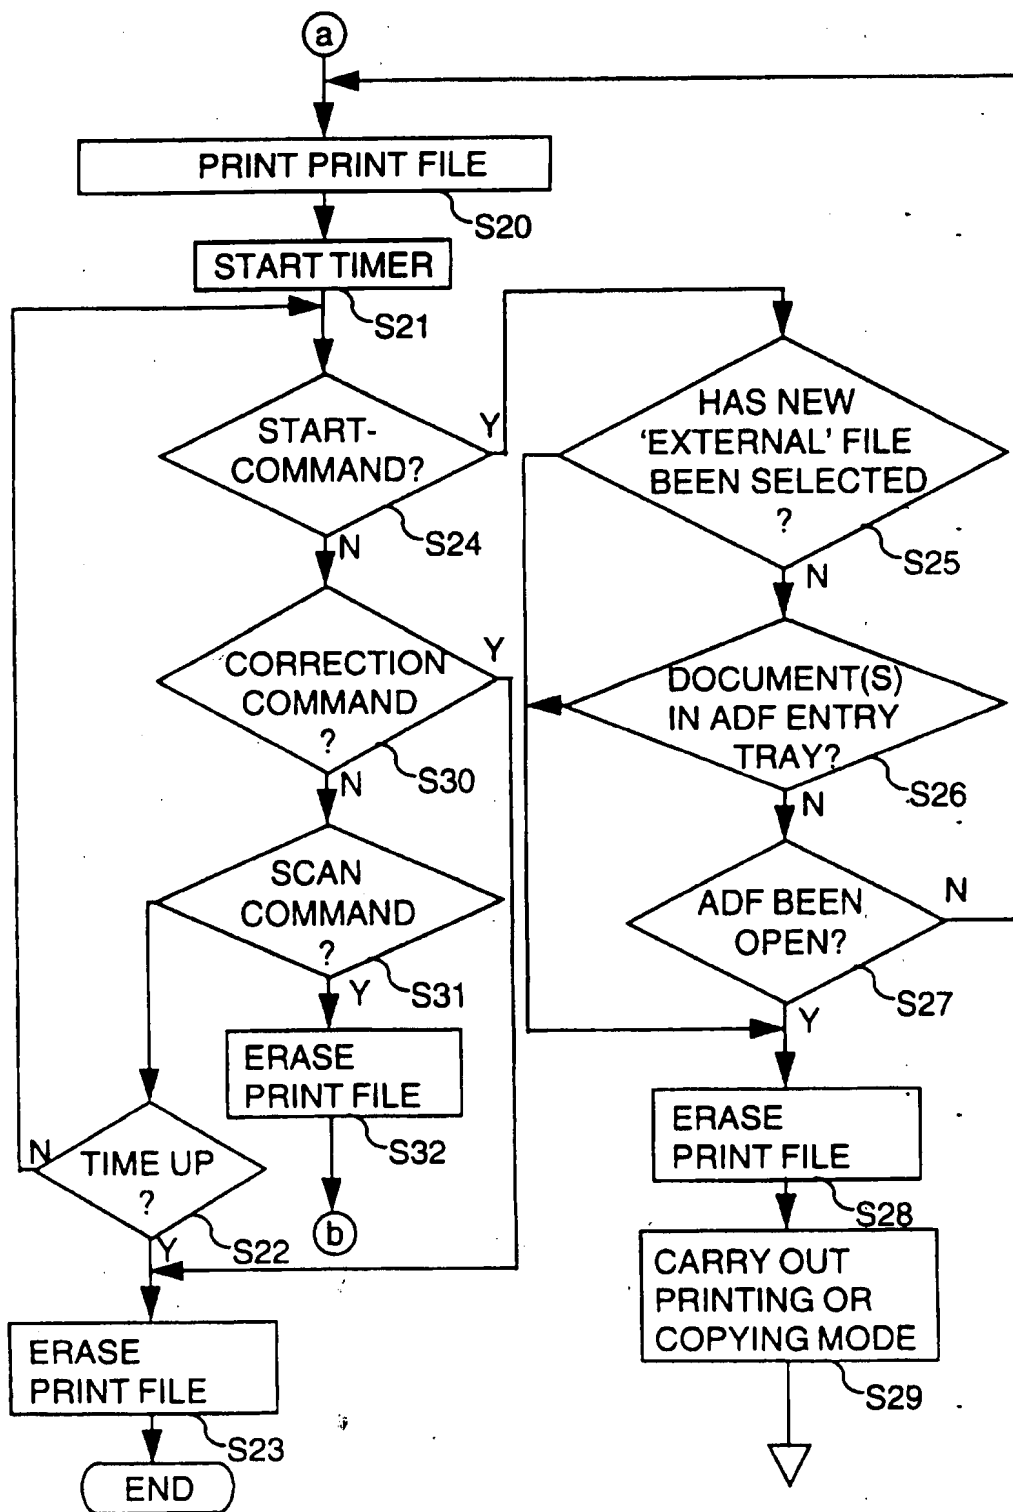 a
PRINT PRINT FILE
S20
START TIMER
S21
START-
COMMAND?
Y
S24
N
CORRECTION
COMMAND
?
Y
S30
N
SCAN
COMMAND
?
S31
Y
ERASE
PRINT FILE
S32
b
TIME UP
?
N
S22
Y
ERASE
PRINT FILE
S23
END
HAS NEW
'EXTERNAL' FILE
BEEN SELECTED
?
S25
N
DOCUMENT(S)
IN ADF ENTRY
TRAY?
S26
N
ADF BEEN
OPEN?
N
S27
Y
ERASE
PRINT FILE
S28
CARRY OUT
PRINTING OR
COPYING MODE
S29